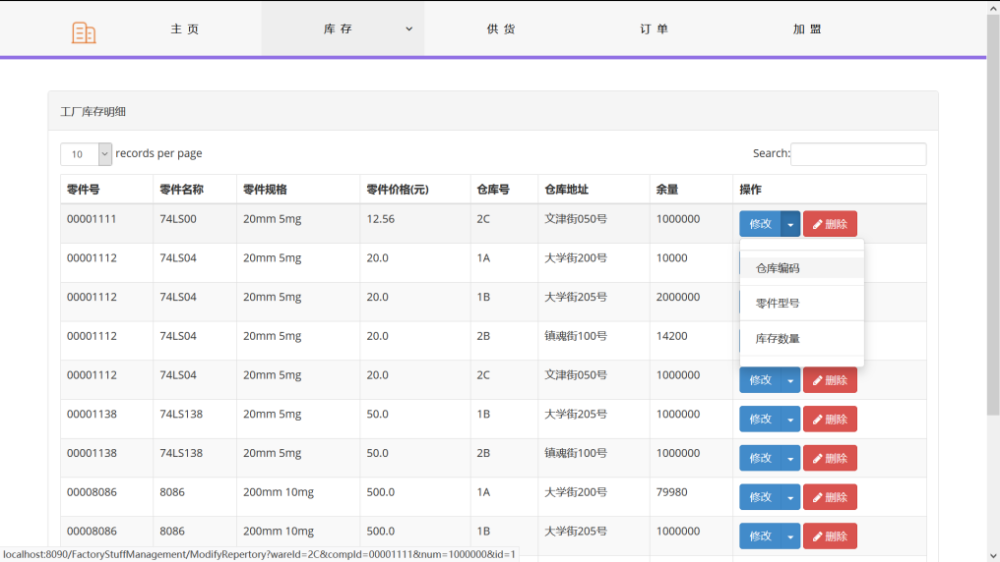 主页 库存 供货 订单 加盟
工厂库存明细
10 records per page Search:
零件号 零件名称 零件规格 零件价格(元) 仓库号 仓库地址 余量 操作
00001111 74LS00 20mm 5mg 12.56 2C 文津街050号 1000000 修改 删除
00001112 74LS04 20mm 5mg 20.0 1A 大学街200号 10000
仓库编码
00001112 74LS04 20mm 5mg 20.0 1B 大学街205号 2000000
零件型号
00001112 74LS04 20mm 5mg 20.0 2B 镇魂街100号 14200
库存数量
00001112 74LS04 20mm 5mg 20.0 2C 文津街050号 1000000 修改 删除
00001138 74LS138 20mm 5mg 50.0 1B 大学街205号 1000000 修改 删除
00001138 74LS138 20mm 5mg 50.0 2B 镇魂街100号 1000000 修改 删除
00008086 8086 200mm 10mg 500.0 1A 大学街200号 79980 修改 删除
00008086 8086 200mm 10mg 500.0 1B 大学街205号 1000000 修改 删除
localhost:8090/FactoryStuffManagement/ModifyRepertory?wareId=2C&compId=00001111&num=1000000&id=1